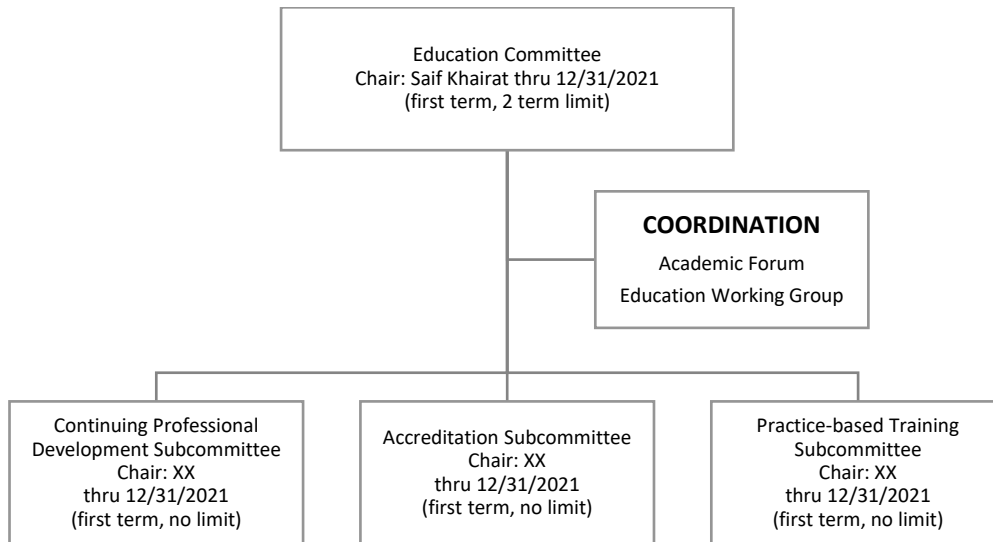 Education Committee
Chair: Saif Khairat thru 12/31/2021
(first term, 2 term limit)
COORDINATION
Academic Forum
Education Working Group
Continuing Professional
Development Subcommittee
Chair: XX
thru 12/31/2021
(first term, no limit)
Accreditation Subcommittee
Chair: XX
thru 12/31/2021
(first term, no limit)
Practice-based Training
Subcommittee
Chair: XX
thru 12/31/2021
(first term, no limit)